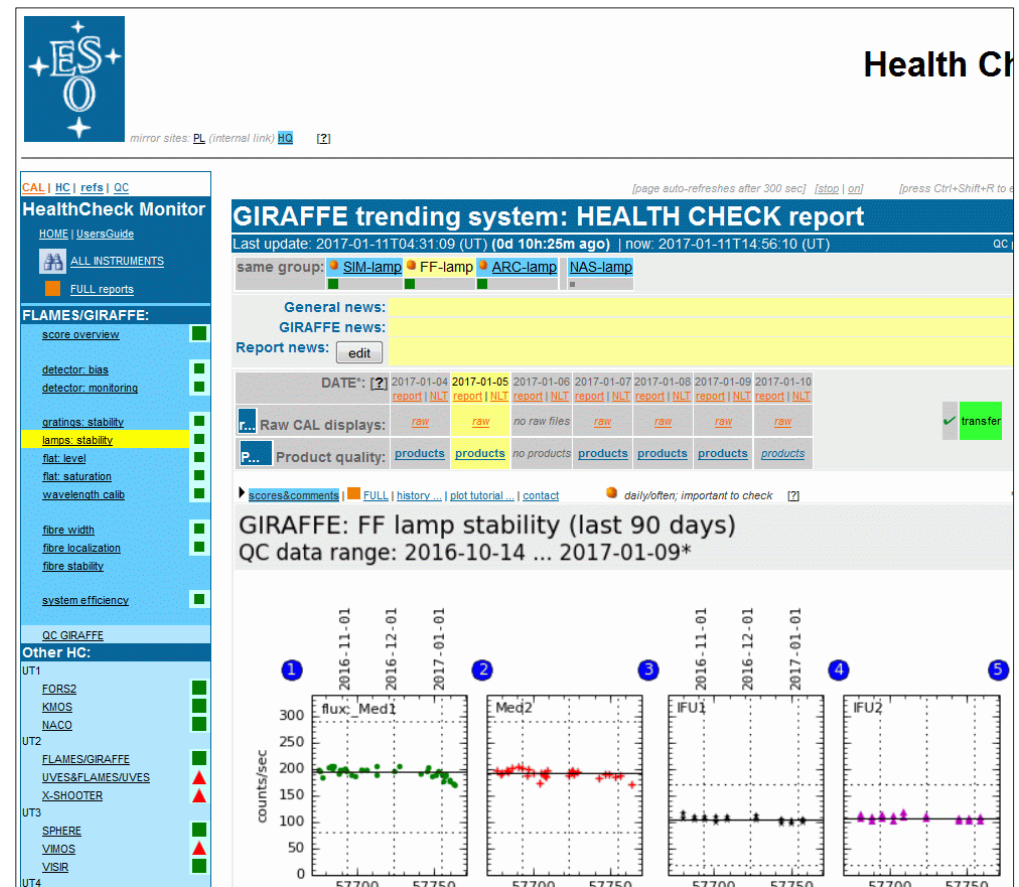 ESO
Health Ch
mirror sites: PL (internal link) HQ [?]
CAL | HC | refs | QC
HealthCheck Monitor
HOME | UsersGuide
ALL INSTRUMENTS
FULL reports
FLAMES/GIRAFFE:
score overview
detector: bias
detector: monitoring
gratings: stability
lamps: stability
flat: level
flat: saturation
wavelength calib
fibre width
fibre localization
fibre stability
system efficiency
QC GIRAFFE
Other HC:
UT1
FORS2
KMOS
NACO
UT2
FLAMES/GIRAFFE
UVES&FLAMES/UVES
X-SHOOTER
UT3
SPHERE
VIMOS
VISIR
UT4
[page auto-refreshes after 300 sec] [stop | on] [press Ctrl+Shift+R to
GIRAFFE trending system: HEALTH CHECK report
Last update: 2017-01-11T04:31:09 (UT) (0d 10h:25m ago) | now: 2017-01-11T14:56:10 (UT) QC
same group: SIM-lamp FF-lamp ARC-lamp NAS-lamp
General news:
GIRAFFE news:
Report news: edit
DATE*: [?] 2017-01-04 2017-01-05 2017-01-06 2017-01-07 2017-01-08 2017-01-09 2017-01-10
report | NLT report | NLT report | NLT report | NLT report | NLT report | NLT report | NLT
r... Raw CAL displays: raw raw no raw files raw raw raw raw transfer
P... Product quality: products products no products products products products products
scores&comments | FULL | history ... | plot tutorial ... | contact daily/often; important to check [?]
GIRAFFE: FF lamp stability (last 90 days)
QC data range: 2016-10-14 ... 2017-01-09*
2016-11-01 2016-12-01 2017-01-01 2016-11-01 2016-12-01 2017-01-01
1 2 3 4 5
flux:_Med1 Med2 IFU1 IFU2
counts/sec
300
250
200
150
100
50
0
57700 57750 57700 57750 57700 57750 57700 57750